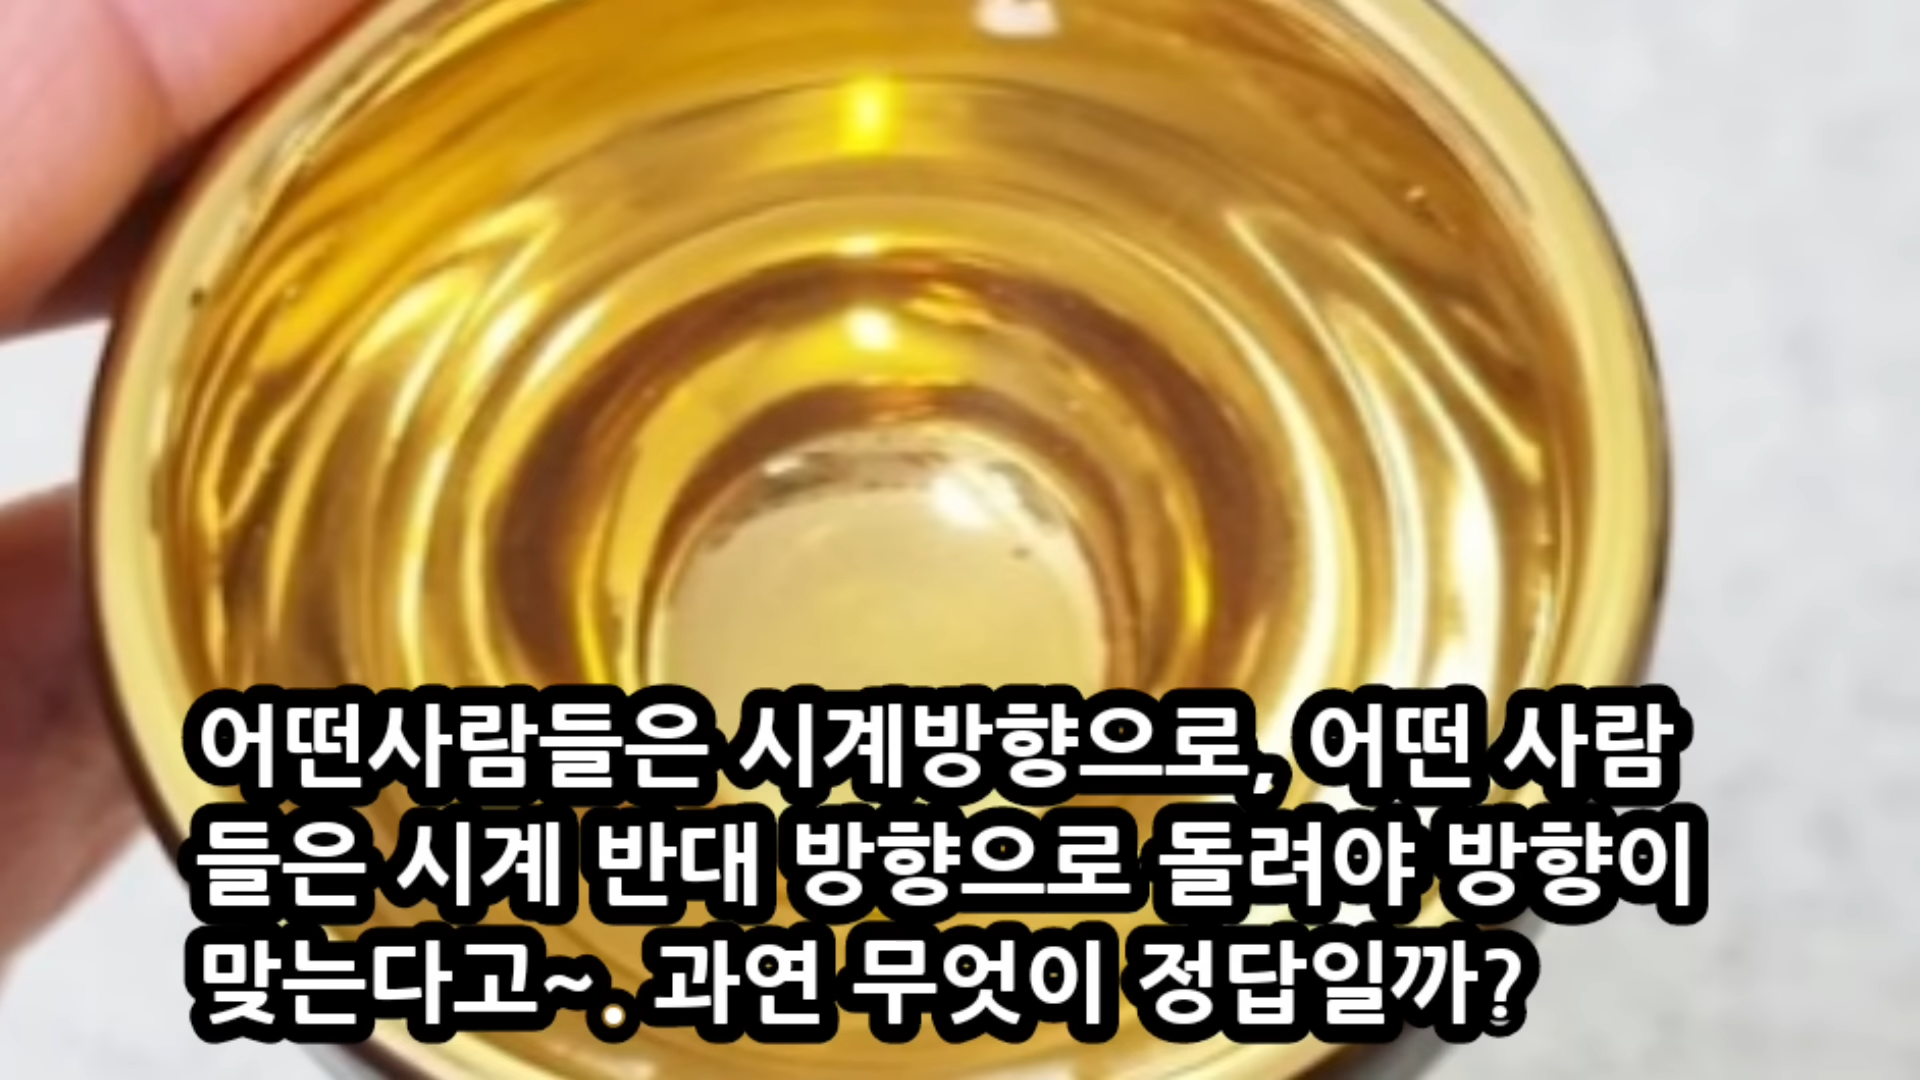 어떤사람들은 시계방향으로, 어떤 사람
들은 시계 반대 방향으로 돌려야 방향이
맞는다고~. 과연 무엇이 정답일까?